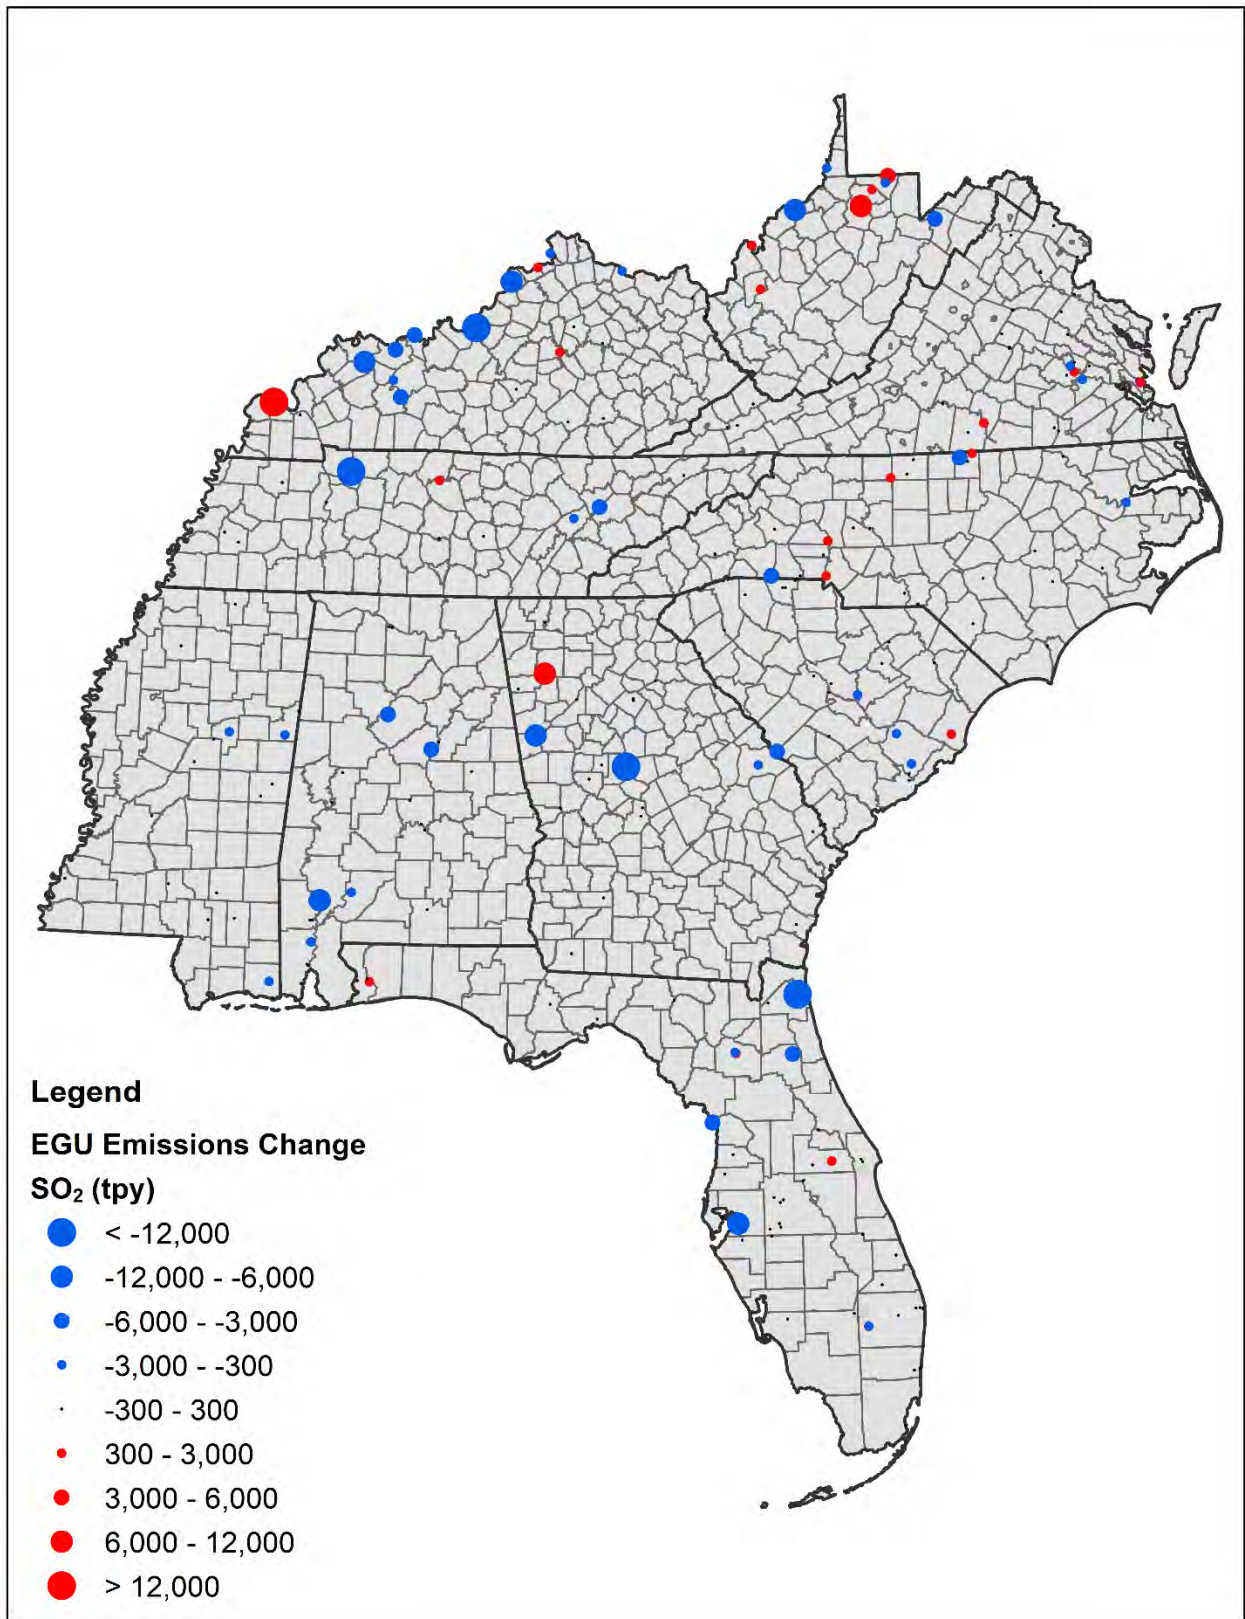 Legend
EGU Emissions Change
SO₂ (tpy)
< -12,000
-12,000 - -6,000
-6,000 - -3,000
-3,000 - -300
-300 - 300
300 - 3,000
3,000 - 6,000
6,000 - 12,000
> 12,000